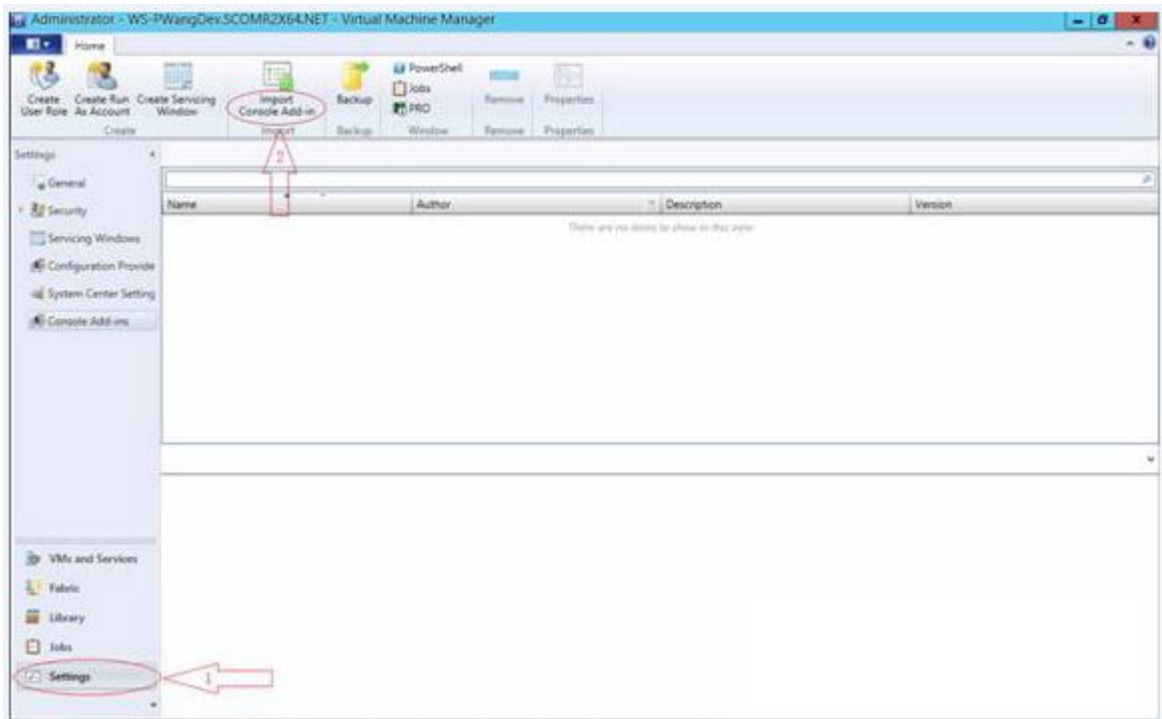 Administrator - WS-PWangDev.SCOMR2X64.NET - Virtual Machine Manager
Home
Create User Role
Create Run As Account
Create Servicing Window
Import Console Add-in
Backup
PowerShell
Jobs
PRO
Remove
Properties
Create
Import
Backup
Window
Remove
Properties
Settings
2
General
Security
Servicing Windows
Configuration Provide
System Center Setting
Console Add-ins
Name
Author
Description
Version
There are no items to show in this view
VMs and Services
Fabric
Library
Jobs
Settings
1